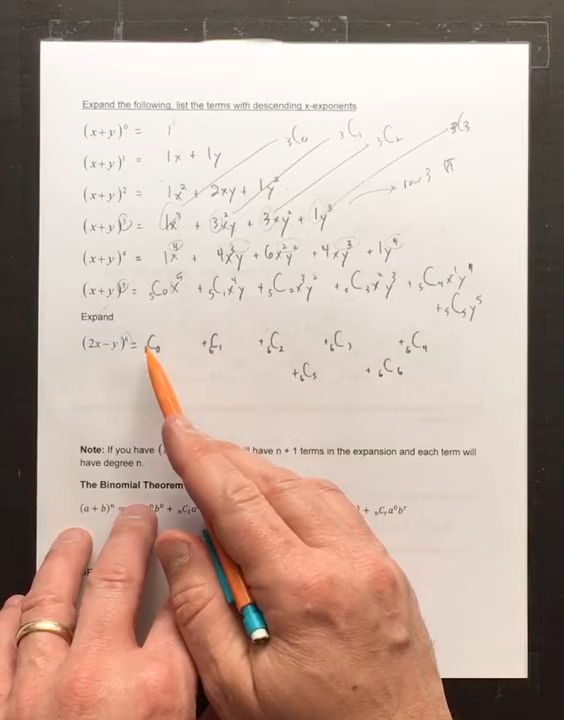 Expand the following, list the terms with descending x-exponents
(x + y)⁰ = 1 ₃C₀ ₃C₁ ₃C₂ ₃C₃
(x + y)¹ = 1x + 1y
(x + y)² = 1x² + 2xy + 1y²
(x + y)³ = 1x³ + 3x²y + 3xy² + 1y³
(x + y)⁴ = 1x⁴ + 4x³y + 6x²y² + 4xy³ + 1y⁴
(x + y)⁵ = ₅C₀x⁵ + ₅C₁x⁴y + ₅C₂x³y² + ₅C₃x²y³ + ₅C₄x¹y⁴
+ ₅C₅y⁵
Expand
(2x − y)⁶ = ₆C₀ + ₆C₁ + ₆C₂ + ₆C₃ + ₆C₄
+ ₆C₅ + ₆C₆
Note: If you have ( have n + 1 terms in the expansion and each term will
have degree n.
The Binomial Theorem
(a + b)ⁿ = b⁰ + ₙC₁a + ₙCᵣa⁰bʳ